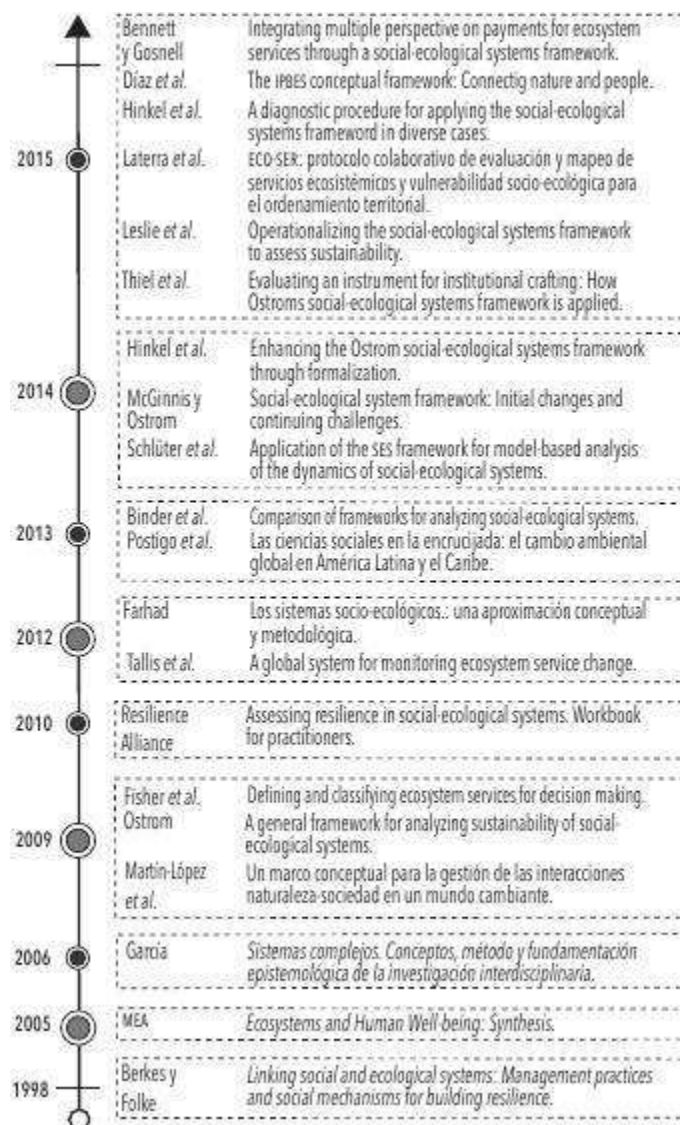 Bennett Integrating multiple perspective on payments for ecosystem
y Gosnell services through a social-ecological systems framework.
Díaz et al. The IPBES conceptual framework: Connectig nature and people.
Hinkel et al. A diagnostic procedure for applying the social-ecological
systems frameword in diverse cases.
2015 Laterra et al. ECO-SER: protocolo colaborativo de evaluación y mapeo de
servicios ecosistémicos y vulnerabilidad socio-ecológica para
el ordenamiento territorial.
Leslie et al. Operationalizing the social-ecological systems framework
to assess sustainability.
Thiel et al. Evaluating an instrument for institutional crafting: How
Ostroms social-ecological systems framework is applied.
Hinkel et al. Enhancing the Ostrom social-ecological systems framework
through formalization.
2014 McGinnis y Social-ecological system framework: Initial changes and
Ostrom continuing challenges.
Schlüter et al. Application of the SES framework for model-based analysis
of the dynamics of social-ecological systems.
Binder et al. Comparison of frameworks for analyzing social-ecological systems.
2013 Postigo et al. Las ciencias sociales en la encrucijada: el cambio ambiental
global en América Latina y el Caribe.
Farhad Los sistemas socio-ecológicos.: una aproximación conceptual
2012 y metodológica.
Tallis et al. A global system for monitoring ecosystem service change.
2010 Resilience Assessing resilience in social-ecological systems. Workbook
Alliance for practitioners.
Fisher et al. Defining and classifying ecosystem services for decision making.
Ostrom A general framework for analyzing sustainability of social-
2009 ecological systems.
Martín-López Un marco conceptual para la gestión de las interacciones
et al. naturaleza-sociedad en un mundo cambiante.
2006 García Sistemas complejos. Conceptos, método y fundamentación
epistemológica de la investigación interdisciplinaria.
2005 MEA Ecosystems and Human Well-being: Synthesis.
Berkes y Linking social and ecological systems: Management practices
1998 Folke and social mechanisms for building resilience.